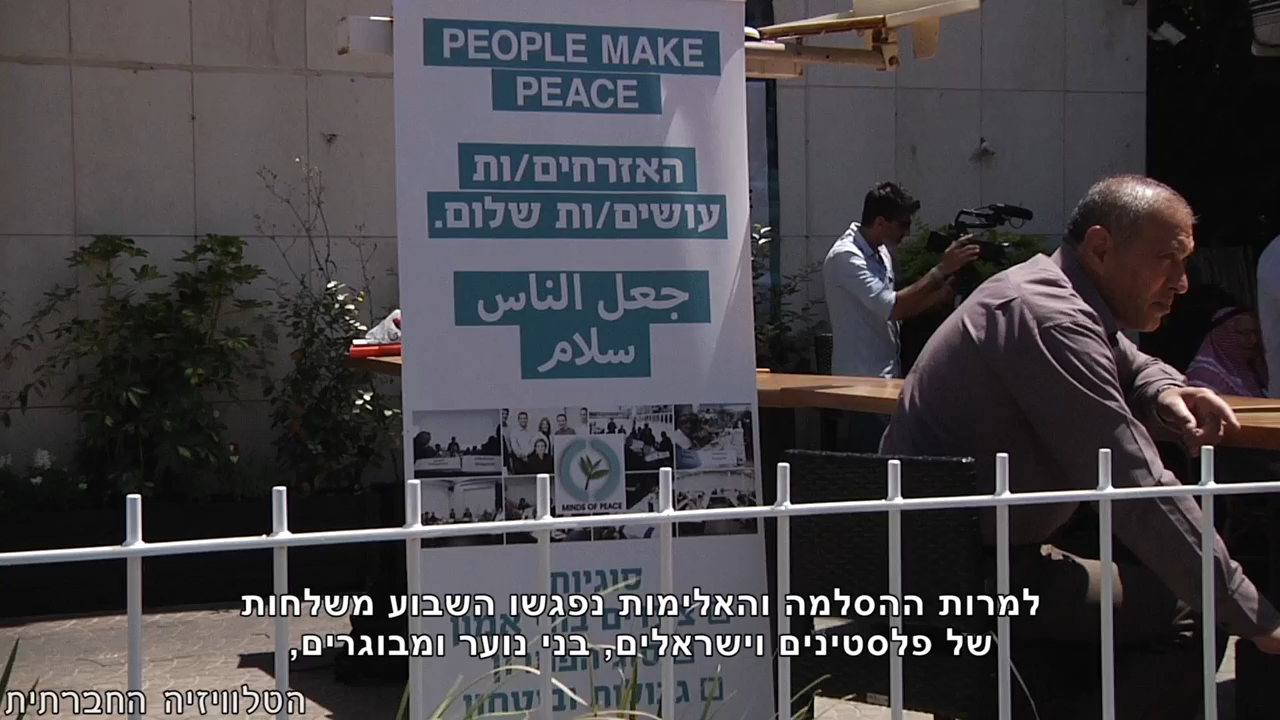 PEOPLE MAKE
PEACE
האזרחים/ות
עושים/ות שלום.
جعل الناس
سلام
MINDS OF PEACE
סוגיות
למרות ההסלמה והאלימות נפגשו השבוע משלחות
של פלסטינים וישראלים, בני נוער ומבוגרים,
הטלוויזיה החברתית